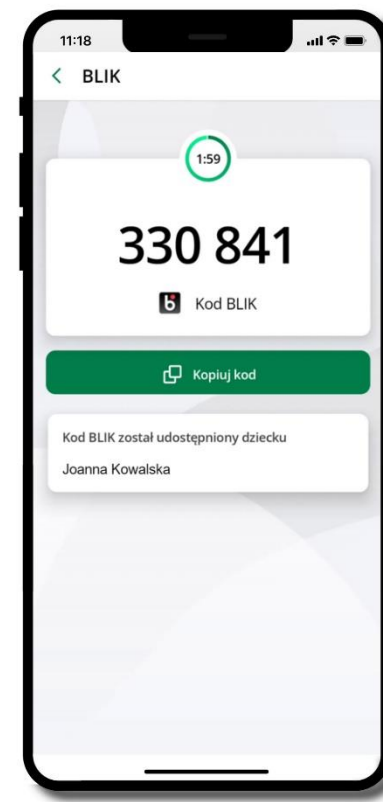 11:18
BLIK
1:59
330 841
Kod BLIK
Kopiuj kod
Kod BLIK został udostępniony dziecku
Joanna Kowalska